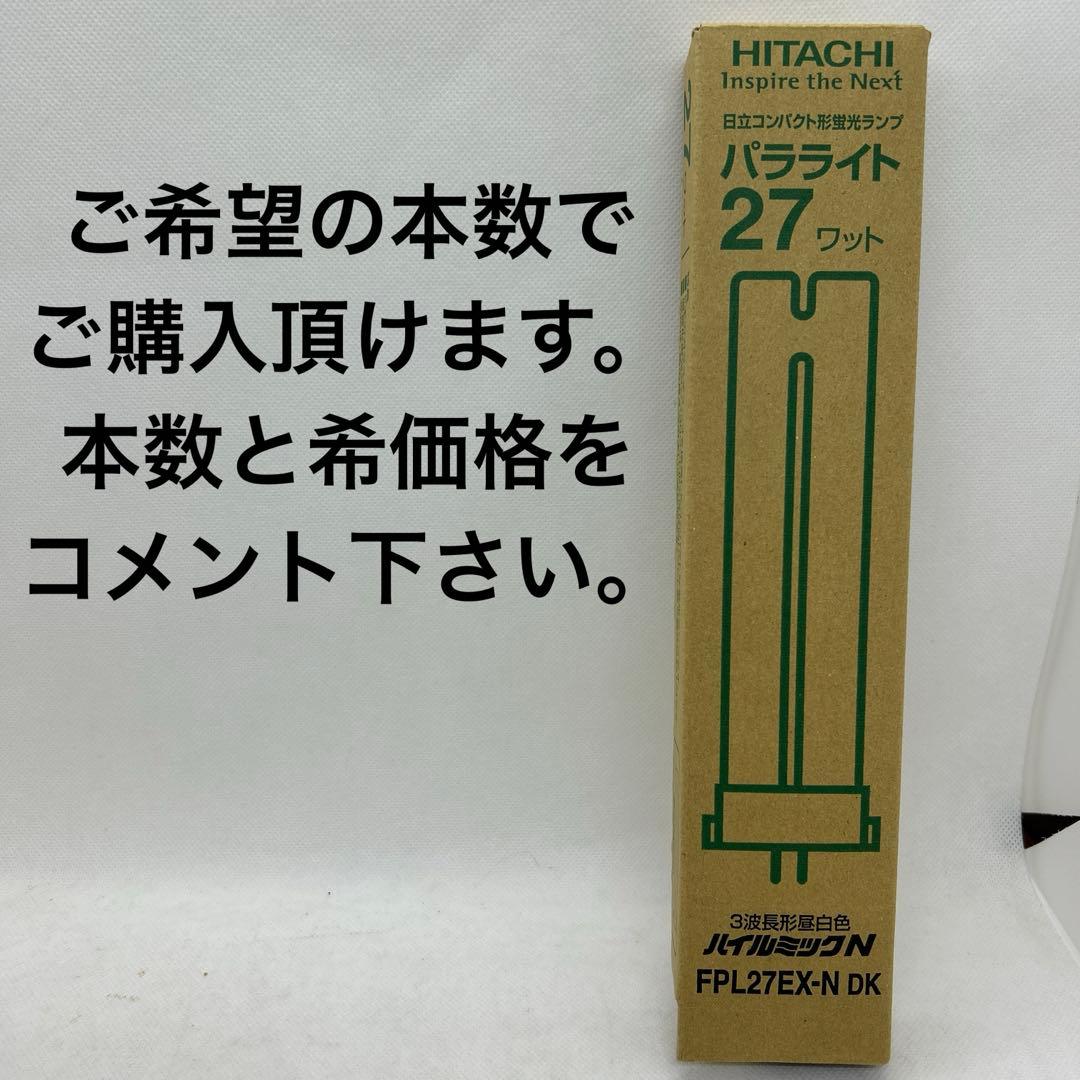 ご希望の本数で
ご購入頂けます。
本数と希価格を
コメント下さい。
HITACHI
Inspire the Next
日立コンパクト形蛍光ランプ
パラライト
27 ワット
3波長形昼白色
ハイルミックN
FPL27EX-N DK